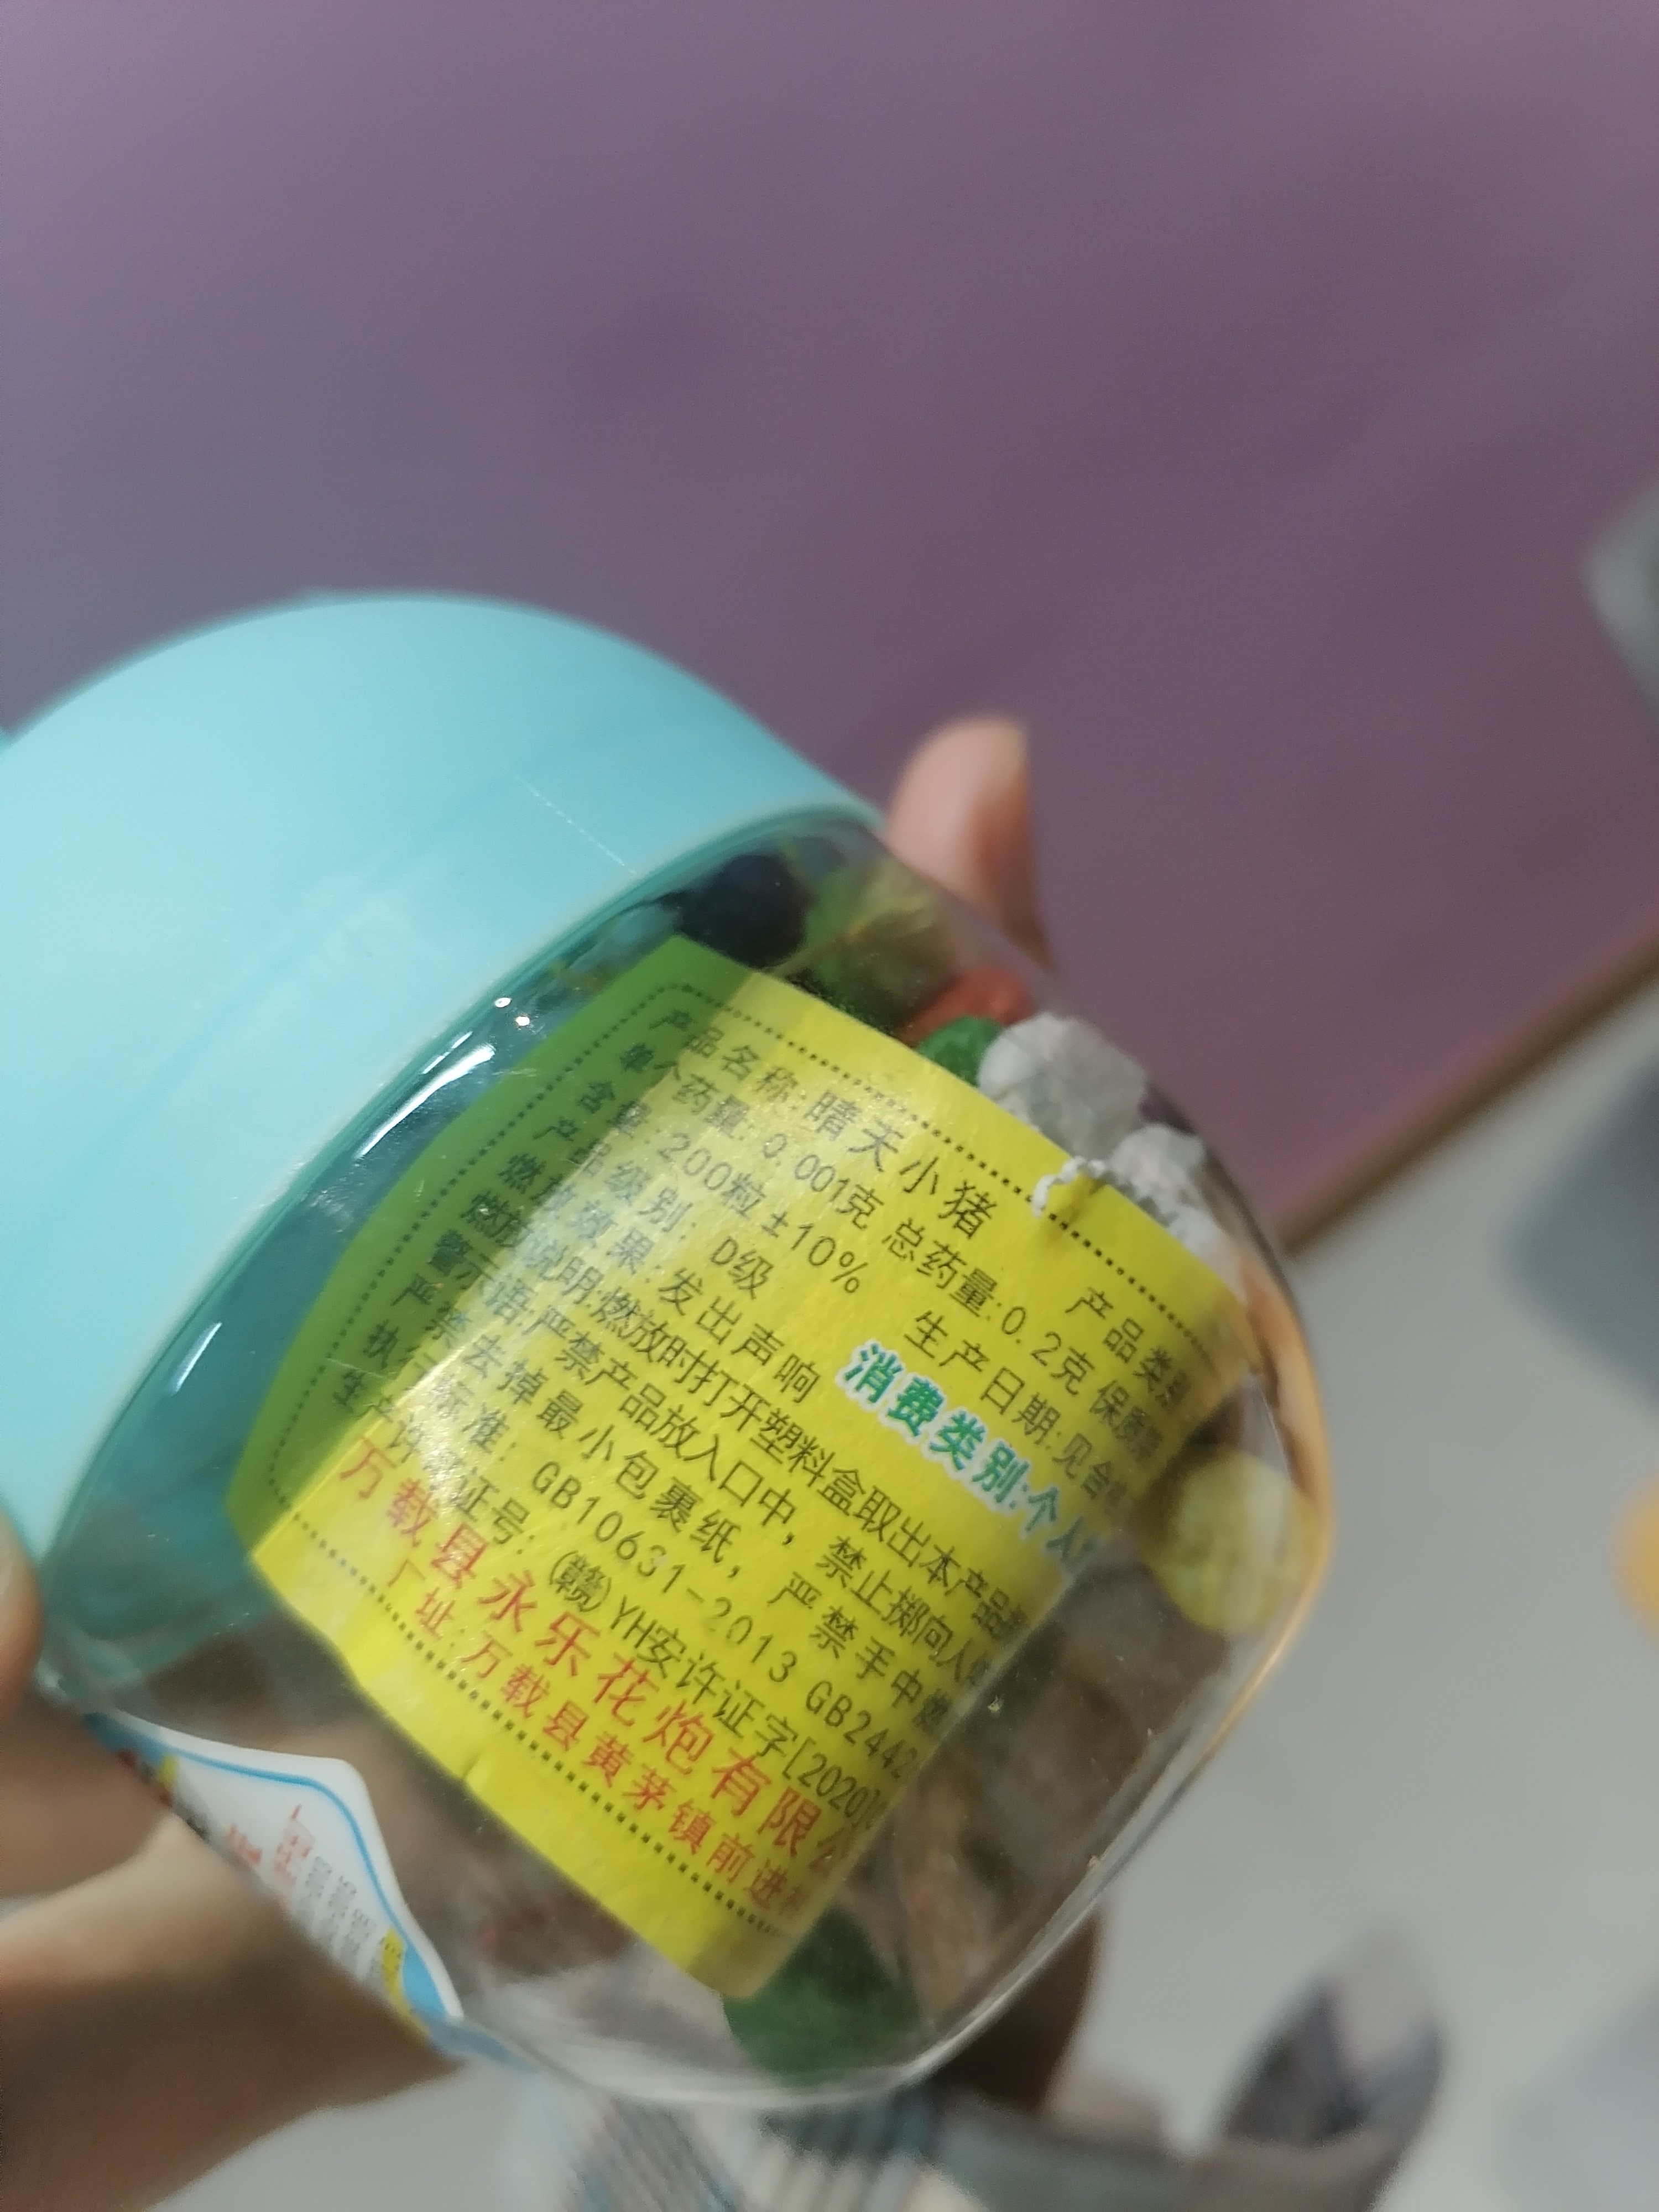 产品名称:晴天小猪 产品类别
单个药量:0.001克 总药量:0.2克 保质期
含量:200粒±10% 生产日期:见合格
产品级别: D级
燃放效果:发出声响 消费类别:个人
燃放说明:燃放时打开塑料盒取出本产品
警示语:严禁产品放入口中,禁止掷向人
严禁去掉最小包裹纸,严禁手中燃
执行标准: GB10631-2013 GB2442
生产许可证号: (赣)YH安许证字[2020]
万载县永乐花炮有限公
厂址:万载县黄茅镇前进村